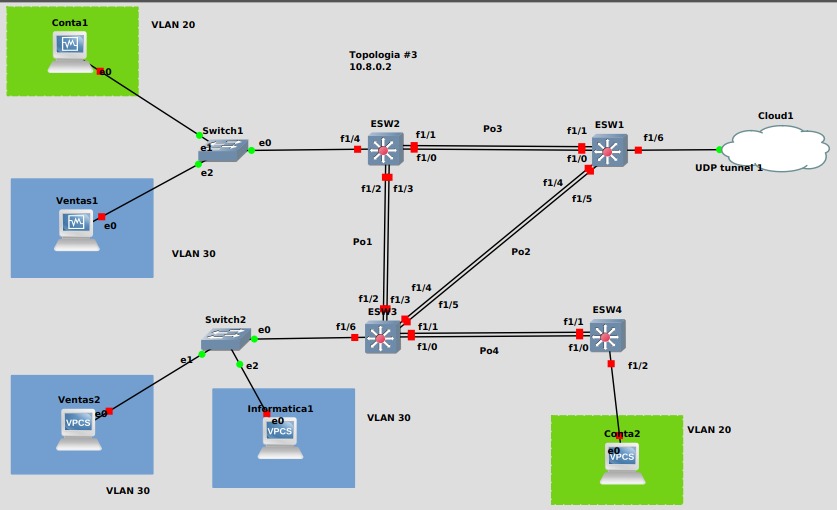 Conta1
VLAN 20
e0
Topologia #3
10.8.0.2
Switch1
e1
e0
e2
ESW2
f1/4
f1/1
f1/0
f1/2
f1/3
Po3
ESW1
f1/1
f1/0
f1/6
f1/4
f1/5
Cloud1
UDP tunnel 1
Ventas1
e0
VLAN 30
Po1
Po2
f1/2
f1/3
f1/4
f1/5
ESW3
f1/6
f1/1
f1/0
Po4
ESW4
f1/1
f1/0
f1/2
Switch2
e0
e1
e2
Ventas2
e0
VPCS
VLAN 30
Informatica1
e0
VPCS
VLAN 30
Conta2
e0
VPCS
VLAN 20